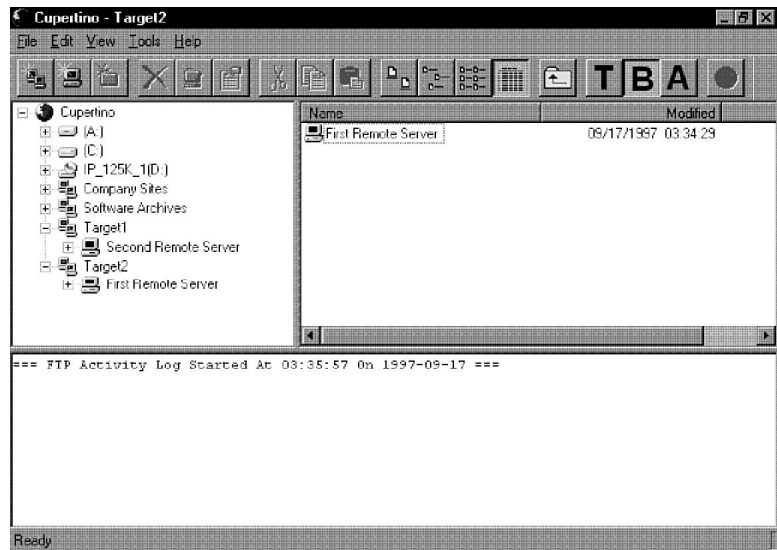 Cupertino - Target2
File Edit View Tools Help
T B A
Cupertino
(A:)
(C:)
IP_125K_1(D:)
Company Sites
Software Archives
Target1
Second Remote Server
Target2
First Remote Server
Name Modified
First Remote Server 09/17/1997 03:34:29
=== FTP Activity Log Started At 03:35:57 On 1997-09-17 ===
Ready